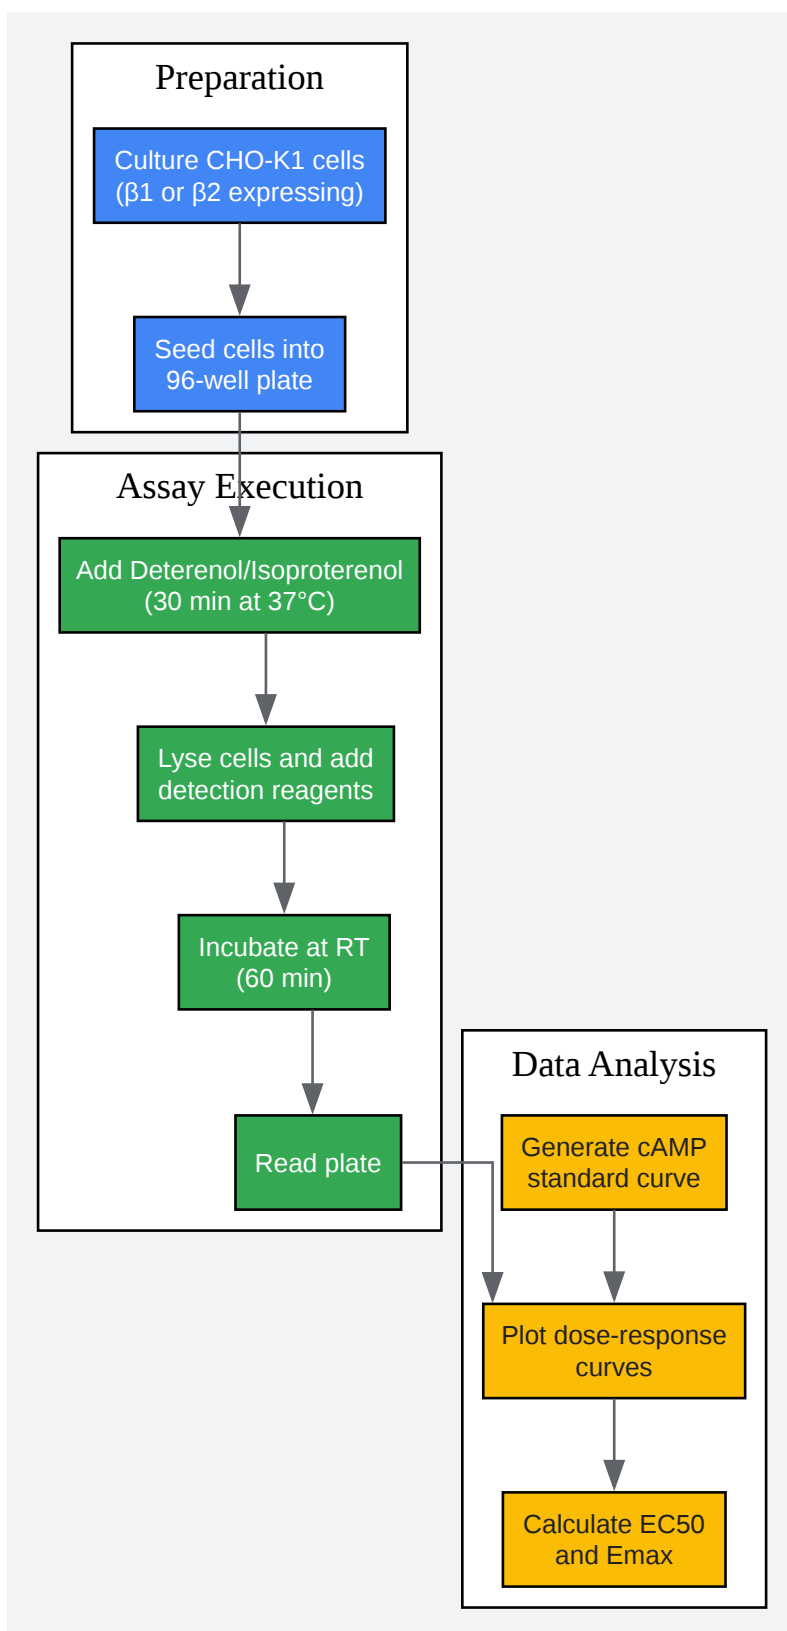 Preparation
Culture CHO-K1 cells
(β1 or β2 expressing)
Seed cells into
96-well plate
Assay Execution
Add Deterenol/Isoproterenol
(30 min at 37°C)
Lyse cells and add
detection reagents
Incubate at RT
(60 min)
Read plate
Data Analysis
Generate cAMP
standard curve
Plot dose-response
curves
Calculate EC50
and Emax